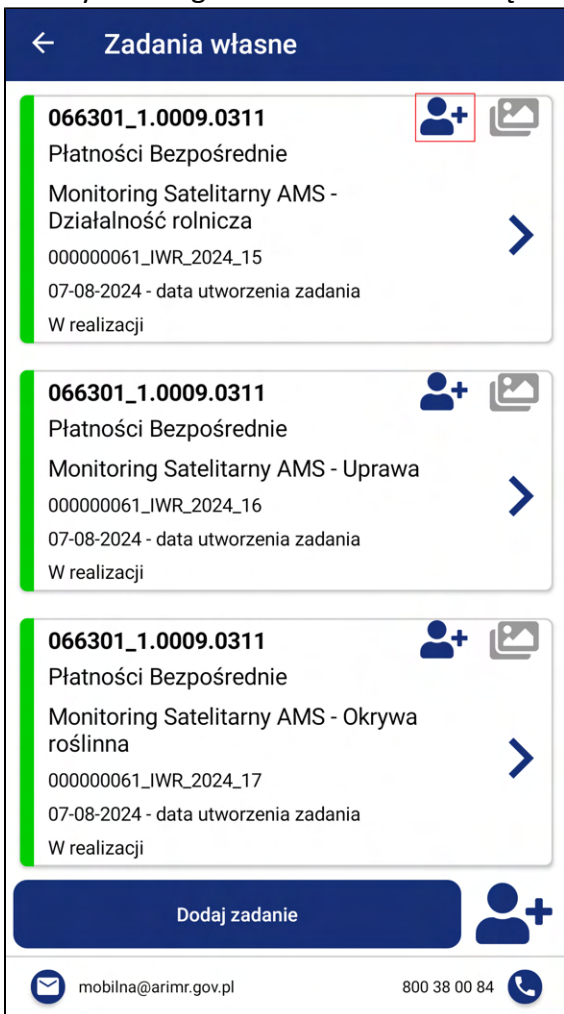 Zadania własne
066301_1.0009.0311
Płatności Bezpośrednie
Monitoring Satelitarny AMS -
Działalność rolnicza
000000061_IWR_2024_15
07-08-2024 - data utworzenia zadania
W realizacji
066301_1.0009.0311
Płatności Bezpośrednie
Monitoring Satelitarny AMS - Uprawa
000000061_IWR_2024_16
07-08-2024 - data utworzenia zadania
W realizacji
066301_1.0009.0311
Płatności Bezpośrednie
Monitoring Satelitarny AMS - Okrywa
roślinna
000000061_IWR_2024_17
07-08-2024 - data utworzenia zadania
W realizacji
Dodaj zadanie
mobilna@arimr.gov.pl 800 38 00 84